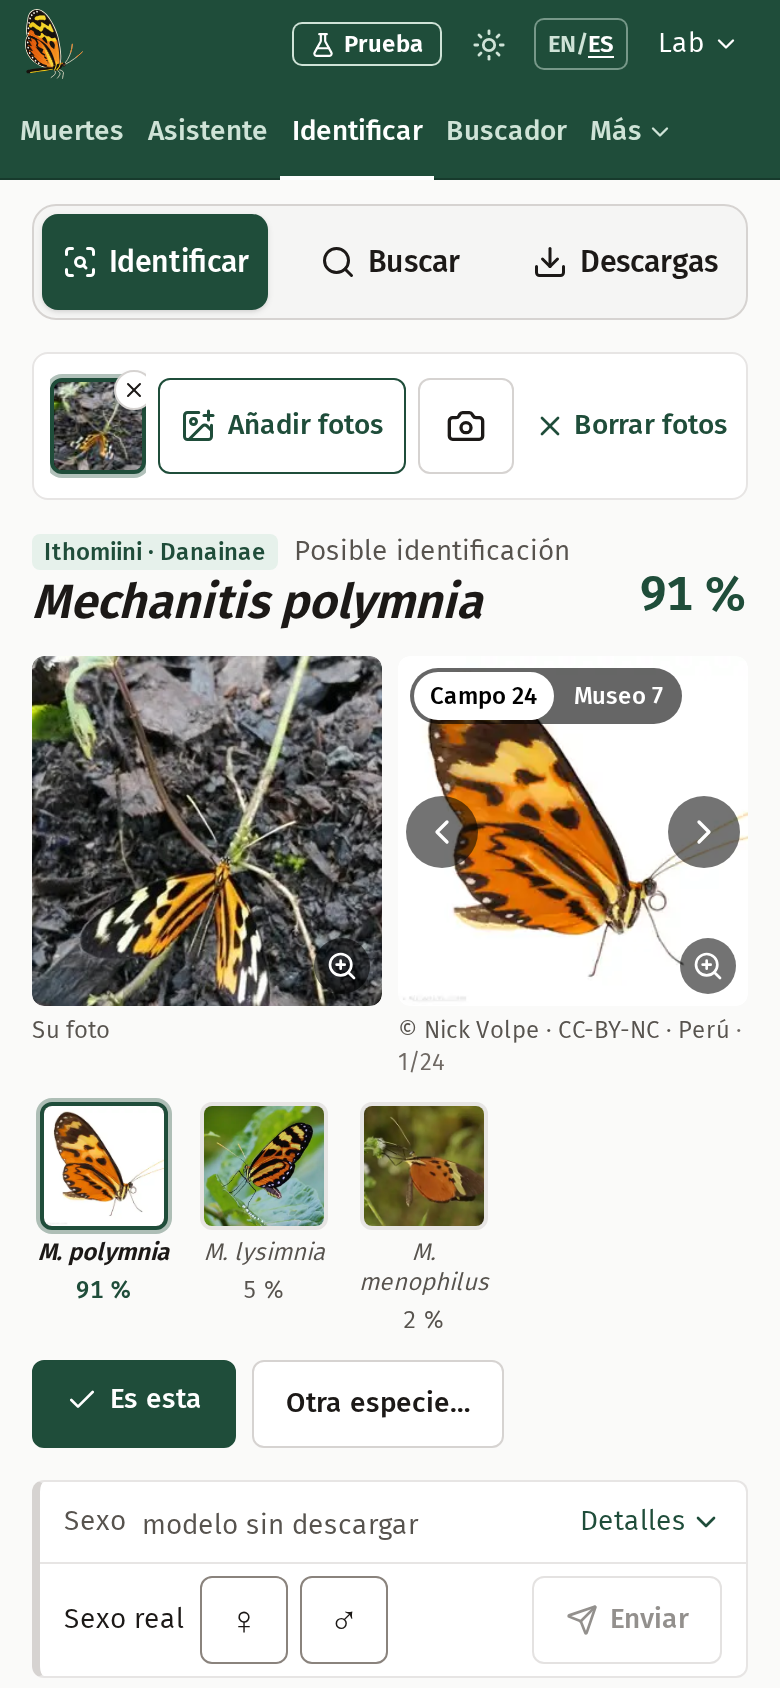 Prueba
EN/ES
Lab
Muertes
Asistente
Identificar
Buscador
Más
Identificar
Buscar
Descargas
Añadir fotos
Borrar fotos
Ithomiini · Danainae
Posible identificación
Mechanitis polymnia
91 %
Campo 24
Museo 7
Su foto
© Nick Volpe · CC-BY-NC · Perú ·
1/24
M. polymnia
91 %
M. lysimnia
5 %
M.
menophilus
2 %
Es esta
Otra especie...
Sexo
modelo sin descargar
Detalles
Sexo real
♀
♂
Enviar